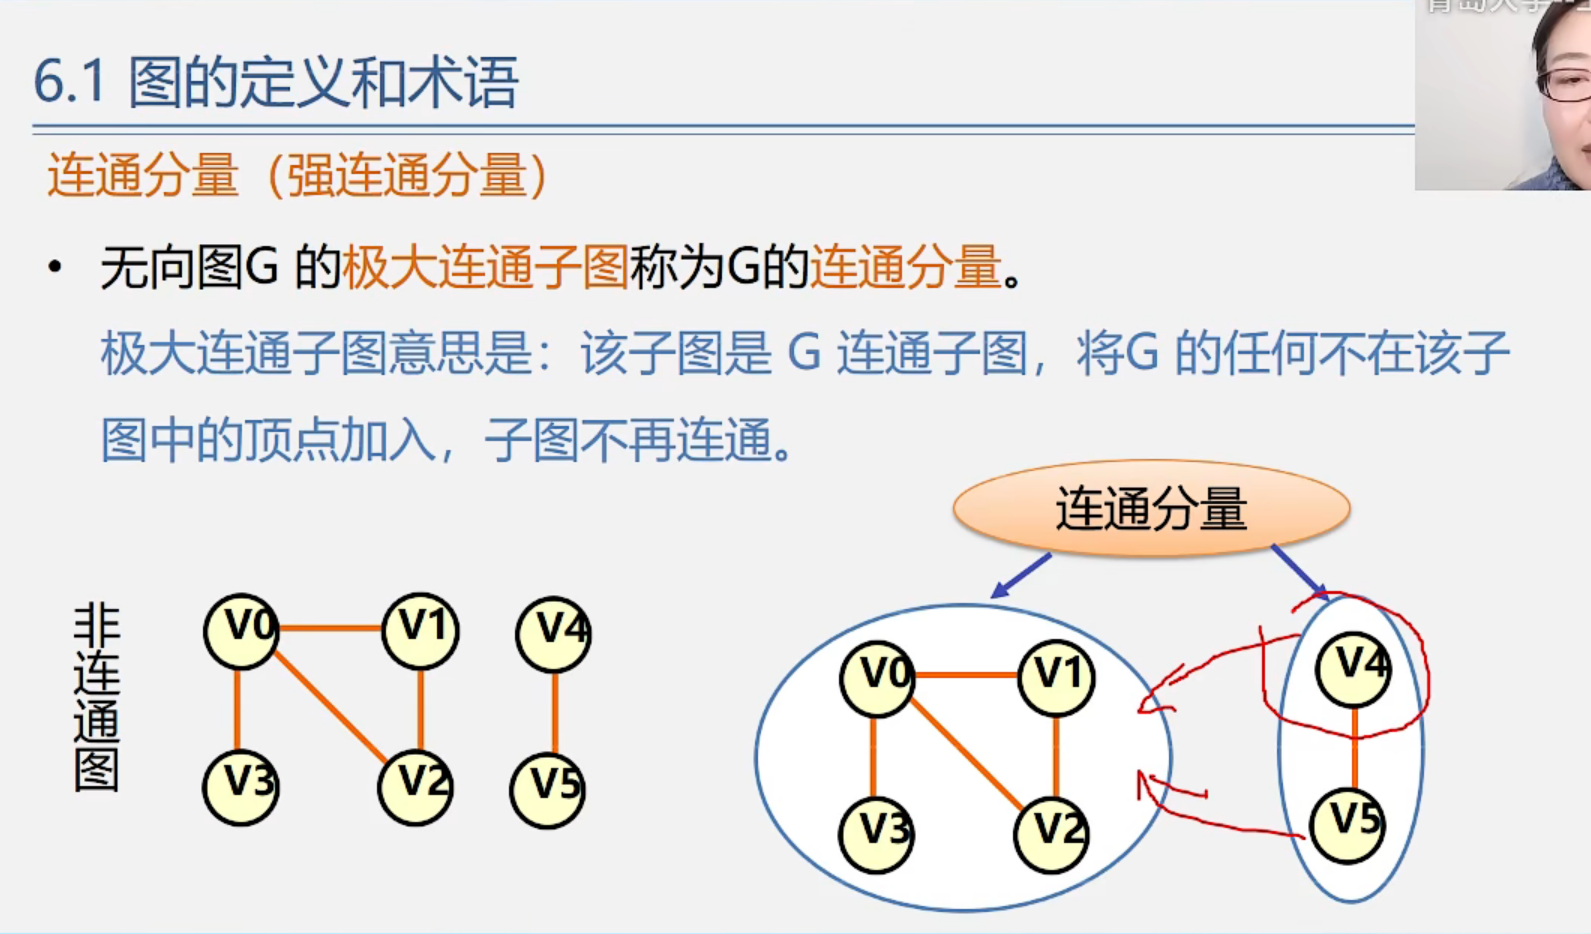 6.1 图的定义和术语
连通分量（强连通分量）
• 无向图G 的极大连通子图称为G的连通分量。
极大连通子图意思是：该子图是 G 连通子图，将G 的任何不在该子
图中的顶点加入，子图不再连通。
连通分量
非连通图
V0 V1 V4
V3 V2 V5
V0 V1 V4
V3 V2 V5